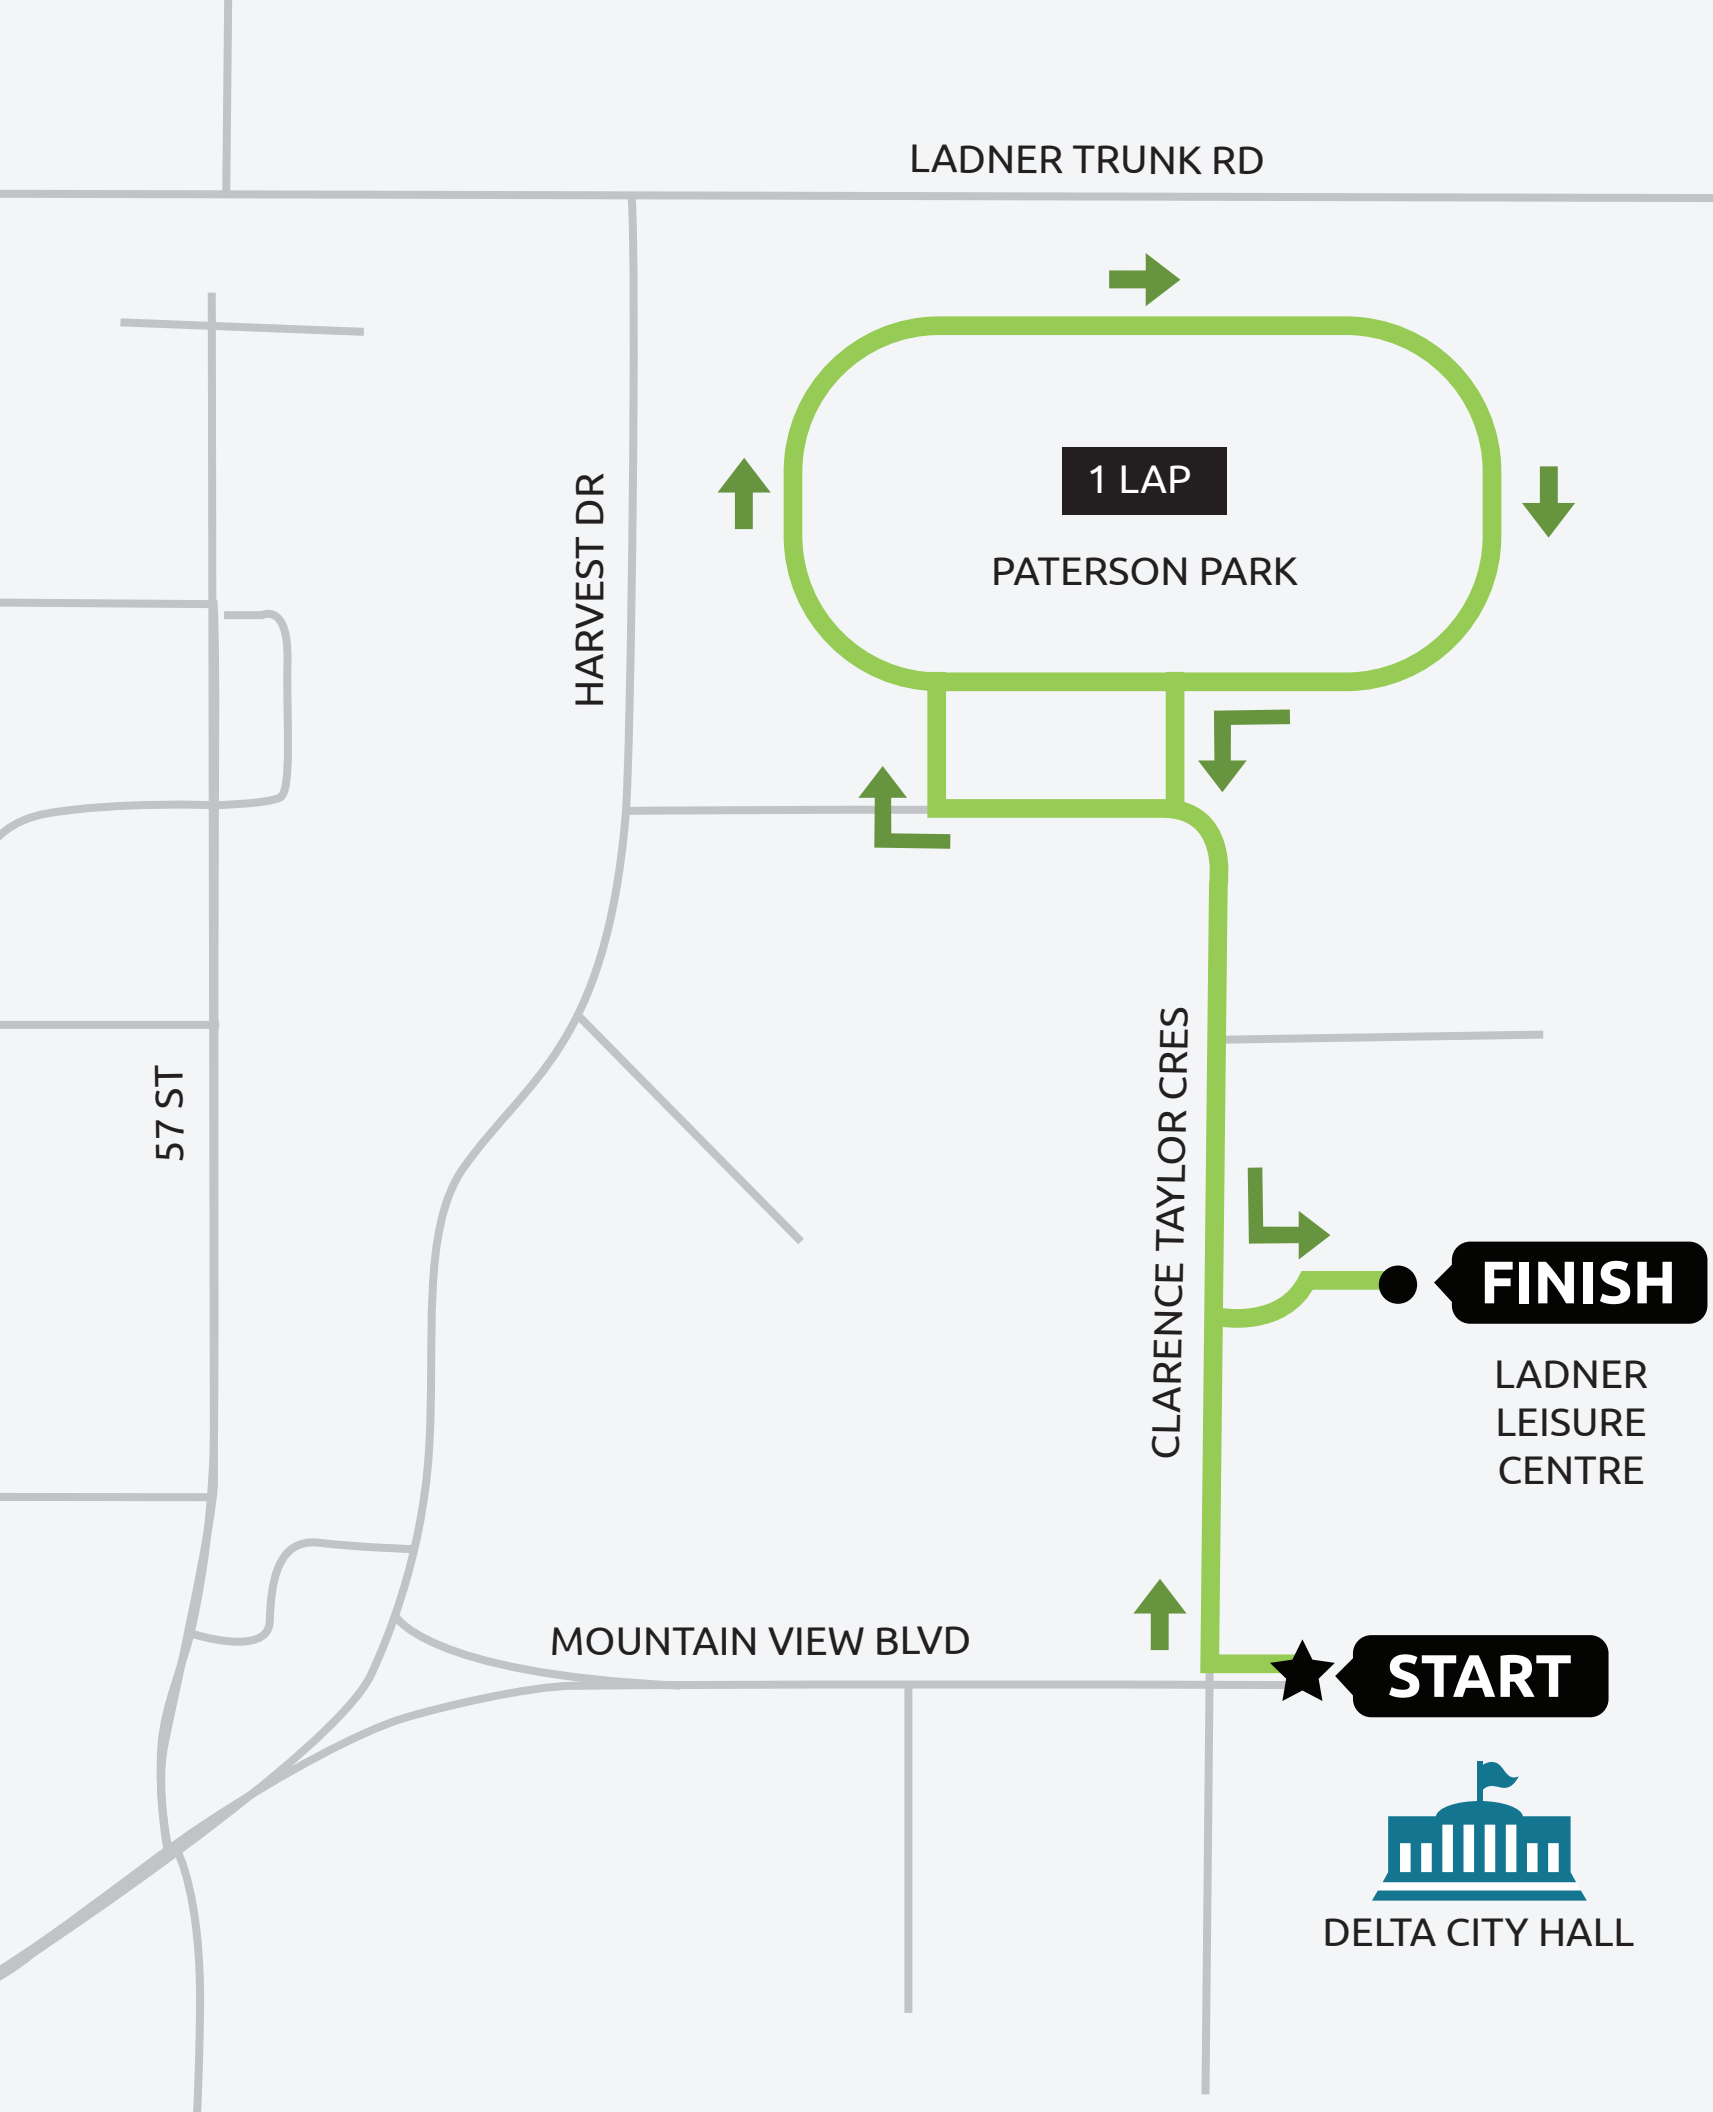 LADNER TRUNK RD
HARVEST DR
1 LAP
PATERSON PARK
57 ST
CLARENCE TAYLOR CRES
FINISH
LADNER
LEISURE
CENTRE
MOUNTAIN VIEW BLVD
START
DELTA CITY HALL